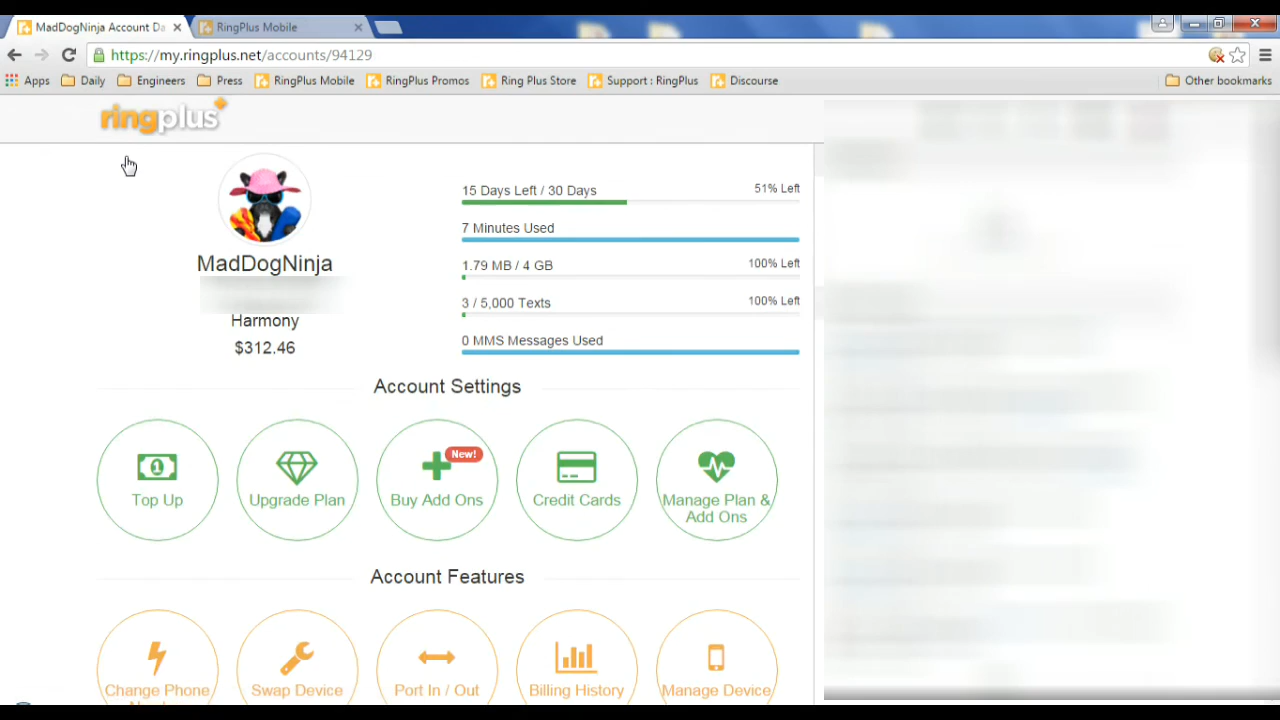 MadDogNinja Account Da
RingPlus Mobile
https://my.ringplus.net/accounts/94129
Apps Daily Engineers Press RingPlus Mobile RingPlus Promos Ring Plus Store Support : RingPlus Discourse Other bookmarks
ringplus
MadDogNinja
Harmony
$312.46
15 Days Left / 30 Days 51% Left
7 Minutes Used
1.79 MB / 4 GB 100% Left
3 / 5,000 Texts 100% Left
0 MMS Messages Used
Account Settings
Top Up
Upgrade Plan
New!
Buy Add Ons
Credit Cards
Manage Plan &
Add Ons
Account Features
Change Phone
Swap Device
Port In / Out
Billing History
Manage Device